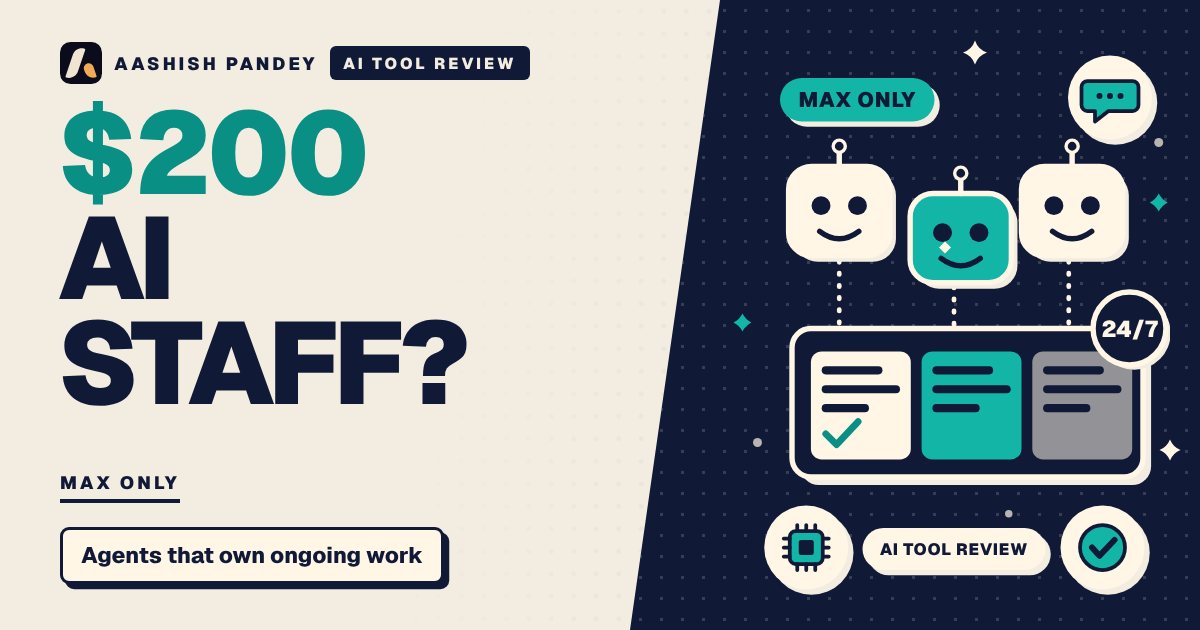 AASHISH PANDEY
AI TOOL REVIEW
$200
AI
STAFF?
MAX ONLY
Agents that own ongoing work
MAX ONLY
24/7
AI TOOL REVIEW